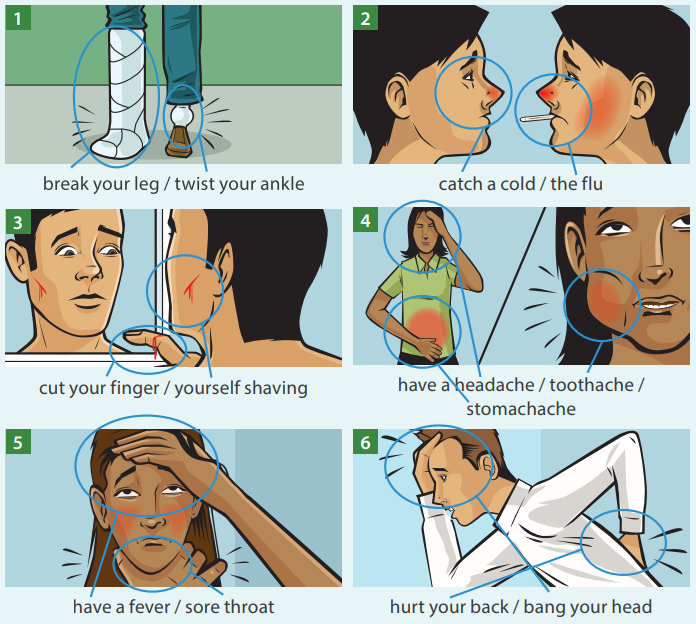 1
break your leg / twist your ankle
2
catch a cold / the flu
3
cut your finger / yourself shaving
4
have a headache / toothache /
stomachache
5
have a fever / sore throat
6
hurt your back / bang your head